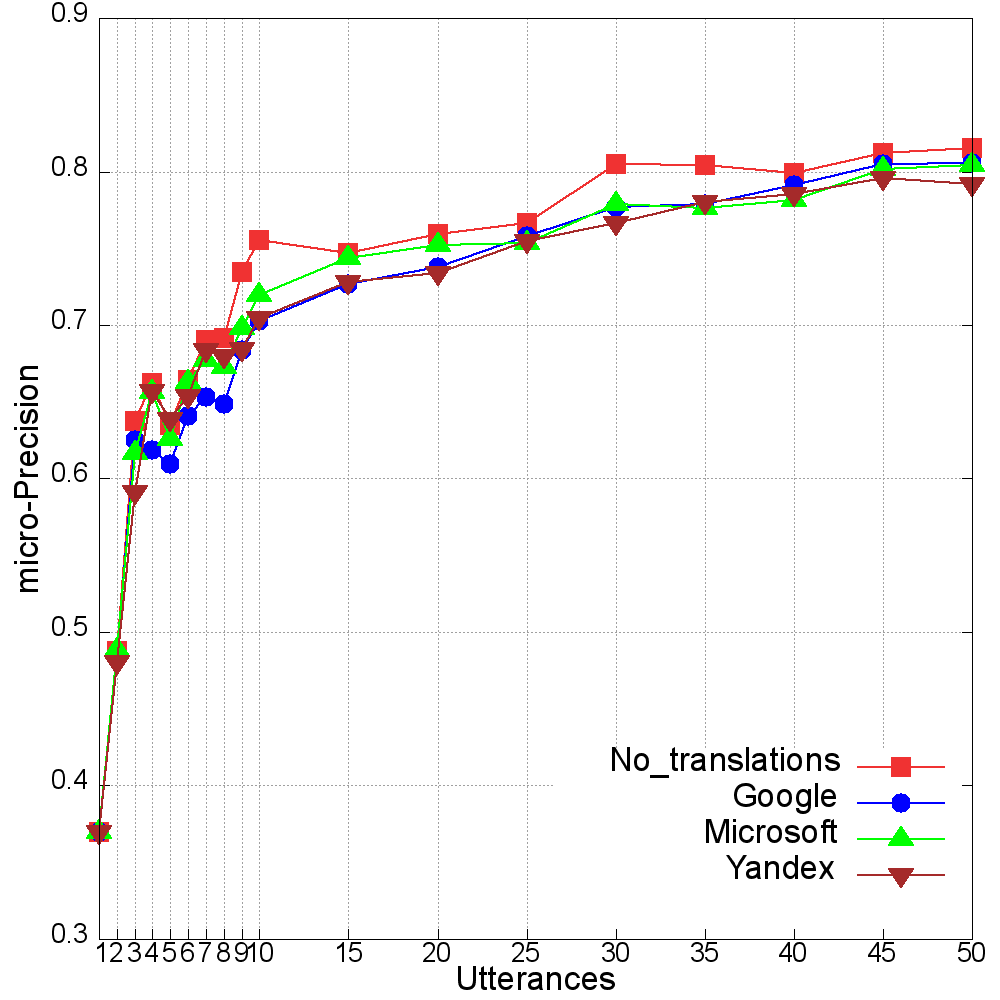 0.9
0.8
0.7
0.6
0.5
0.4
0.3
micro-Precision
No_translations
Google
Microsoft
Yandex
1 2 3 4 5 6 7 8 9 10 15 20 25 30 35 40 45 50
Utterances